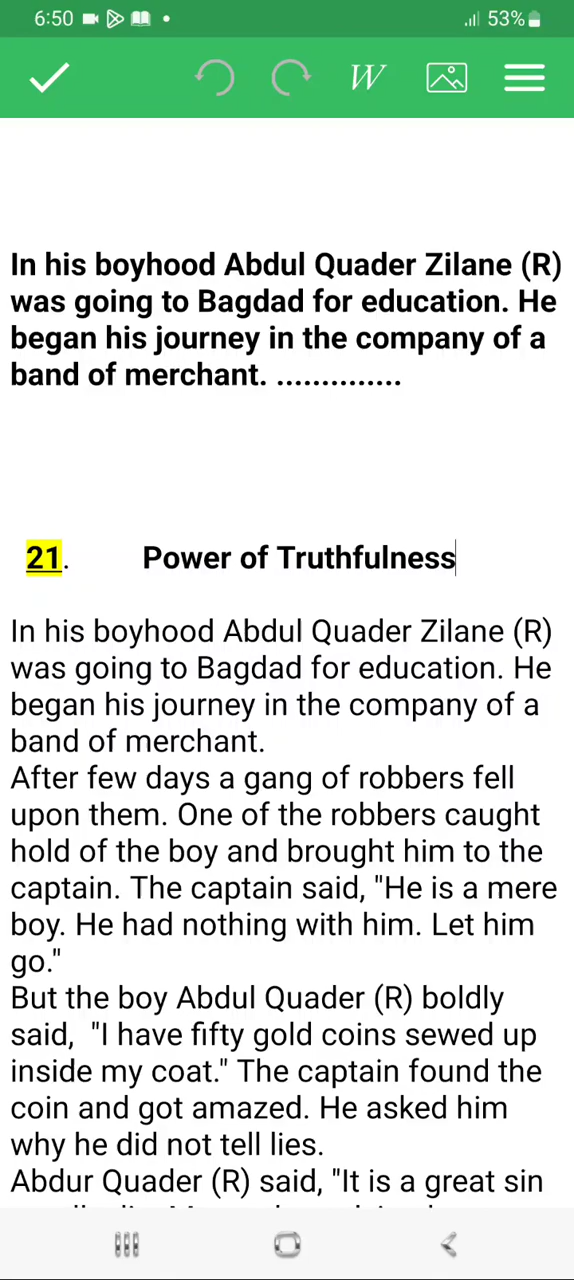 6:50
53%
W
In his boyhood Abdul Quader Zilane (R)
was going to Bagdad for education. He
began his journey in the company of a
band of merchant. ..............
21. Power of Truthfulness
In his boyhood Abdul Quader Zilane (R)
was going to Bagdad for education. He
began his journey in the company of a
band of merchant.
After few days a gang of robbers fell
upon them. One of the robbers caught
hold of the boy and brought him to the
captain. The captain said, "He is a mere
boy. He had nothing with him. Let him
go."
But the boy Abdul Quader (R) boldly
said,  "I have fifty gold coins sewed up
inside my coat." The captain found the
coin and got amazed. He asked him
why he did not tell lies.
Abdur Quader (R) said, "It is a great sin